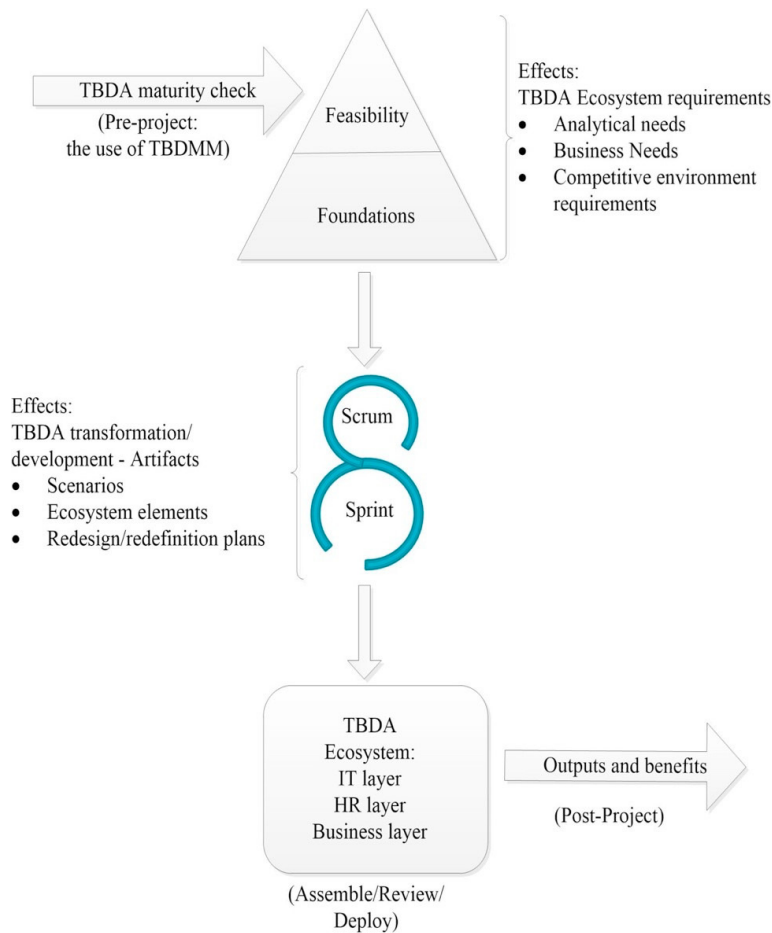 TBDA maturity check
(Pre-project:
the use of TBDMM)
Feasibility
Foundations
Effects:
TBDA Ecosystem requirements
• Analytical needs
• Business Needs
• Competitive environment
requirements
Effects:
TBDA transformation/
development - Artifacts
• Scenarios
• Ecosystem elements
• Redesign/redefinition plans
Scrum
Sprint
TBDA
Ecosystem:
IT layer
HR layer
Business layer
(Assemble/Review/
Deploy)
Outputs and benefits
(Post-Project)